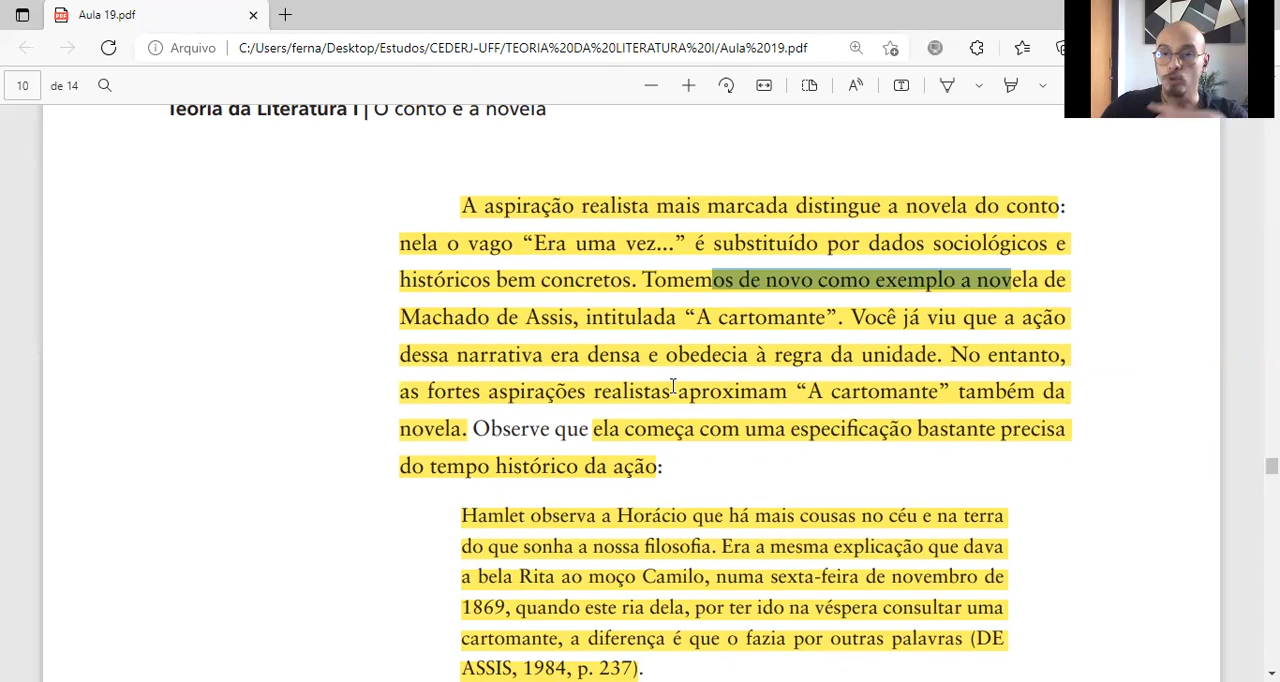 Aula 19.pdf
Arquivo
C:/Users/ferna/Desktop/Estudos/CEDERJ-UFF/TEORIA%20DA%20LITERATURA%20I/Aula%2019.pdf
10 de 14
Teoria da Literatura I | O conto e a novela
A aspiração realista mais marcada distingue a novela do conto:
nela o vago “Era uma vez...” é substituído por dados sociológicos e
históricos bem concretos. Tomemos de novo como exemplo a novela de
Machado de Assis, intitulada “A cartomante”. Você já viu que a ação
dessa narrativa era densa e obedecia à regra da unidade. No entanto,
as fortes aspirações realistas aproximam “A cartomante” também da
novela. Observe que ela começa com uma especificação bastante precisa
do tempo histórico da ação:
Hamlet observa a Horácio que há mais cousas no céu e na terra
do que sonha a nossa filosofia. Era a mesma explicação que dava
a bela Rita ao moço Camilo, numa sexta-feira de novembro de
1869, quando este ria dela, por ter ido na véspera consultar uma
cartomante, a diferença é que o fazia por outras palavras (DE
ASSIS, 1984, p. 237).